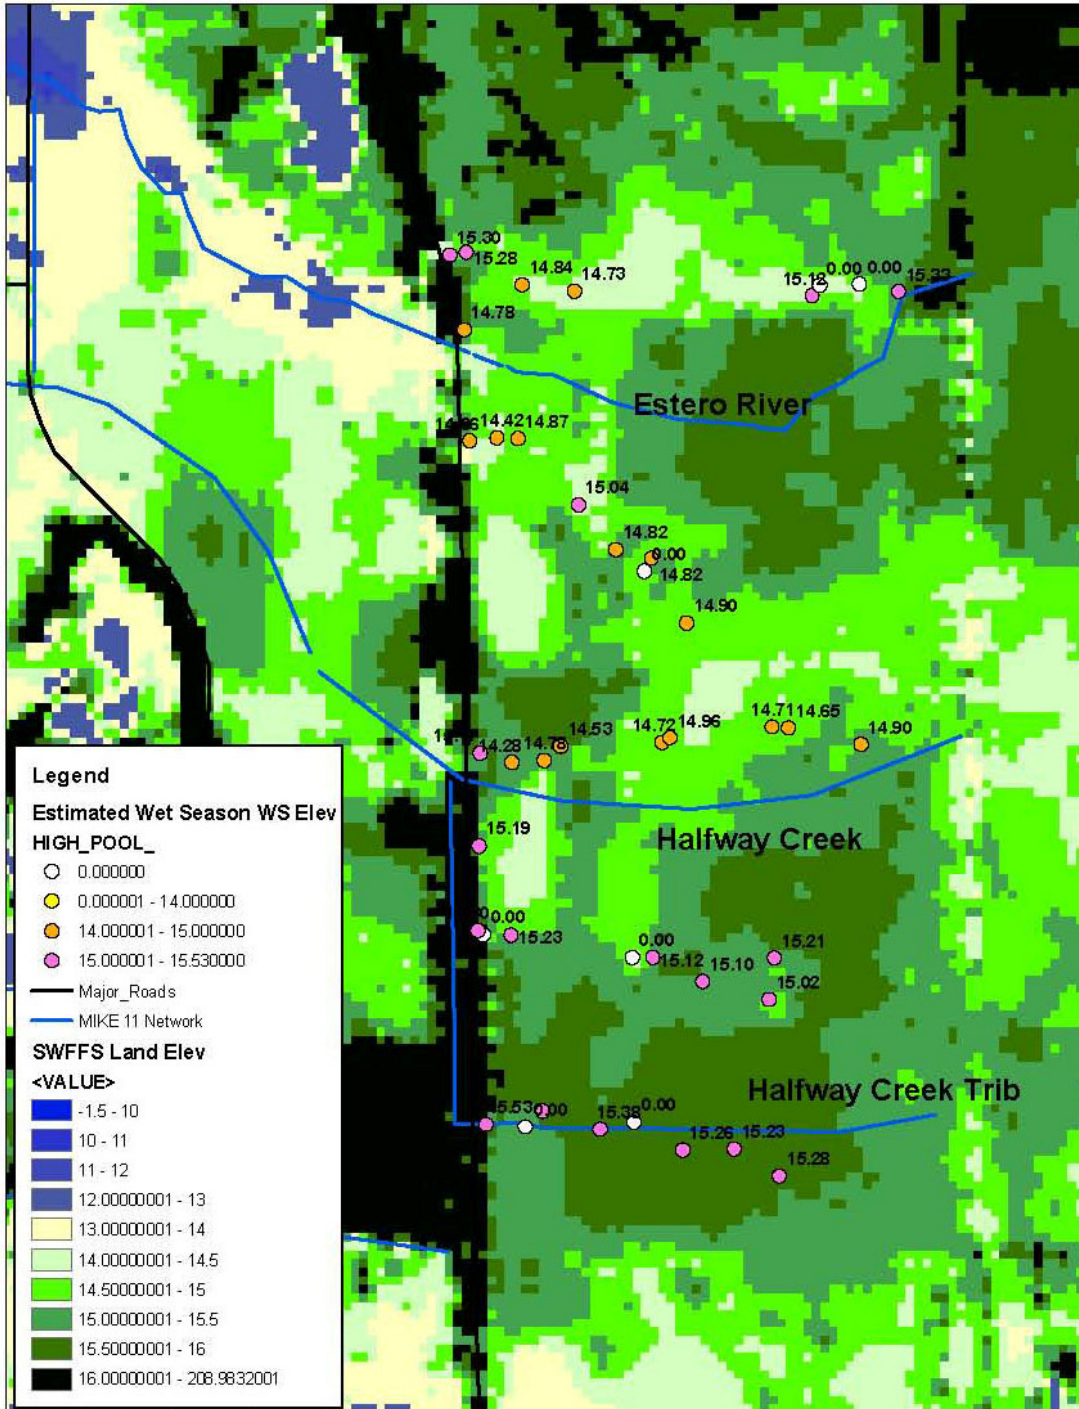 15.30
15.28
14.84
14.73
15.12
0.00
0.00
15.33
14.78
Estero River
14.42
14.87
15.04
14.82
0.00
14.82
14.90
14.72
14.96
14.71
14.65
14.90
14.28
14.78
14.53
Halfway Creek
15.19
0.00
15.23
0.00
15.12
15.10
15.21
15.02
Halfway Creek Trib
0.00
15.38
0.00
15.26
15.23
15.28
Legend
Estimated Wet Season WS Elev
HIGH_POOL_
0.000000
0.000001 - 14.000000
14.000001 - 15.000000
15.000001 - 15.530000
Major_Roads
MIKE 11 Network
SWFFS Land Elev
<VALUE>
-1.5 - 10
10 - 11
11 - 12
12.00000001 - 13
13.00000001 - 14
14.00000001 - 14.5
14.50000001 - 15
15.00000001 - 15.5
15.50000001 - 16
16.00000001 - 208.9832001